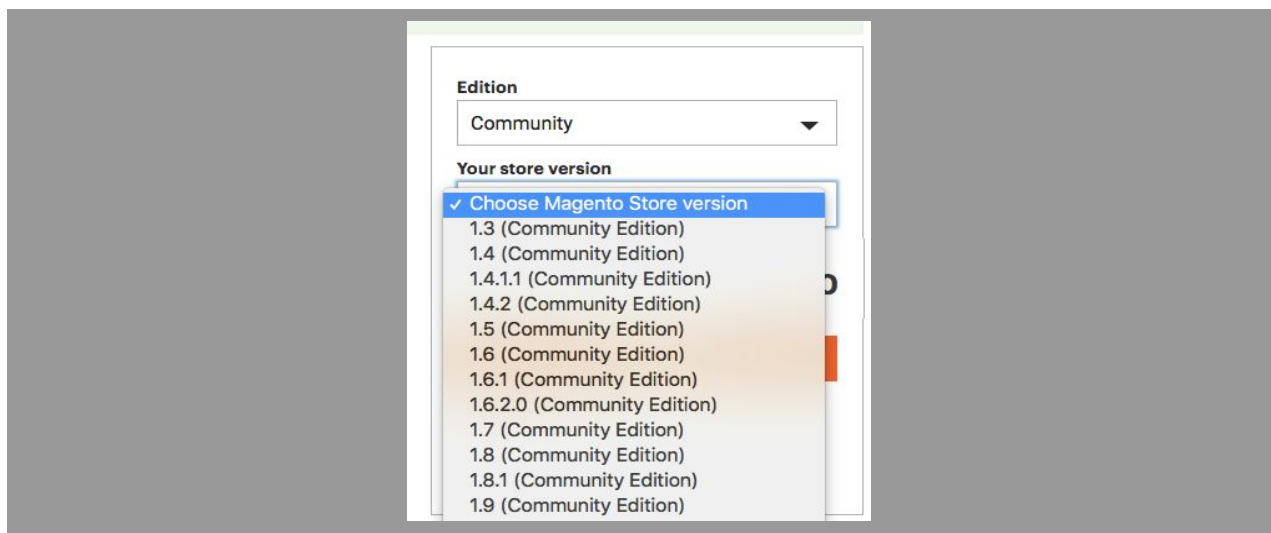 Edition
Community
Your store version
✓ Choose Magento Store version
1.3 (Community Edition)
1.4 (Community Edition)
1.4.1.1 (Community Edition)
1.4.2 (Community Edition)
1.5 (Community Edition)
1.6 (Community Edition)
1.6.1 (Community Edition)
1.6.2.0 (Community Edition)
1.7 (Community Edition)
1.8 (Community Edition)
1.8.1 (Community Edition)
1.9 (Community Edition)